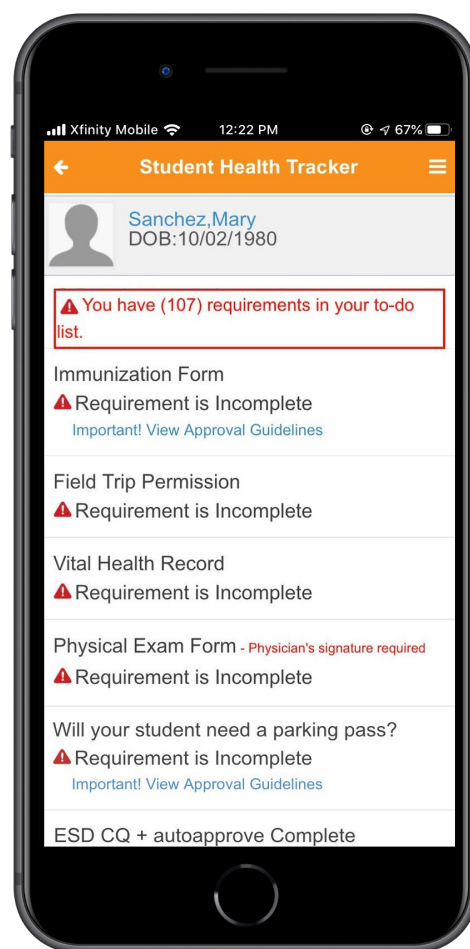 Xfinity Mobile 12:22 PM 67%
Student Health Tracker
Sanchez,Mary
DOB:10/02/1980
You have (107) requirements in your to-do
list.
Immunization Form
Requirement is Incomplete
Important! View Approval Guidelines
Field Trip Permission
Requirement is Incomplete
Vital Health Record
Requirement is Incomplete
Physical Exam Form - Physician's signature required
Requirement is Incomplete
Will your student need a parking pass?
Requirement is Incomplete
Important! View Approval Guidelines
ESD CQ + autoapprove Complete